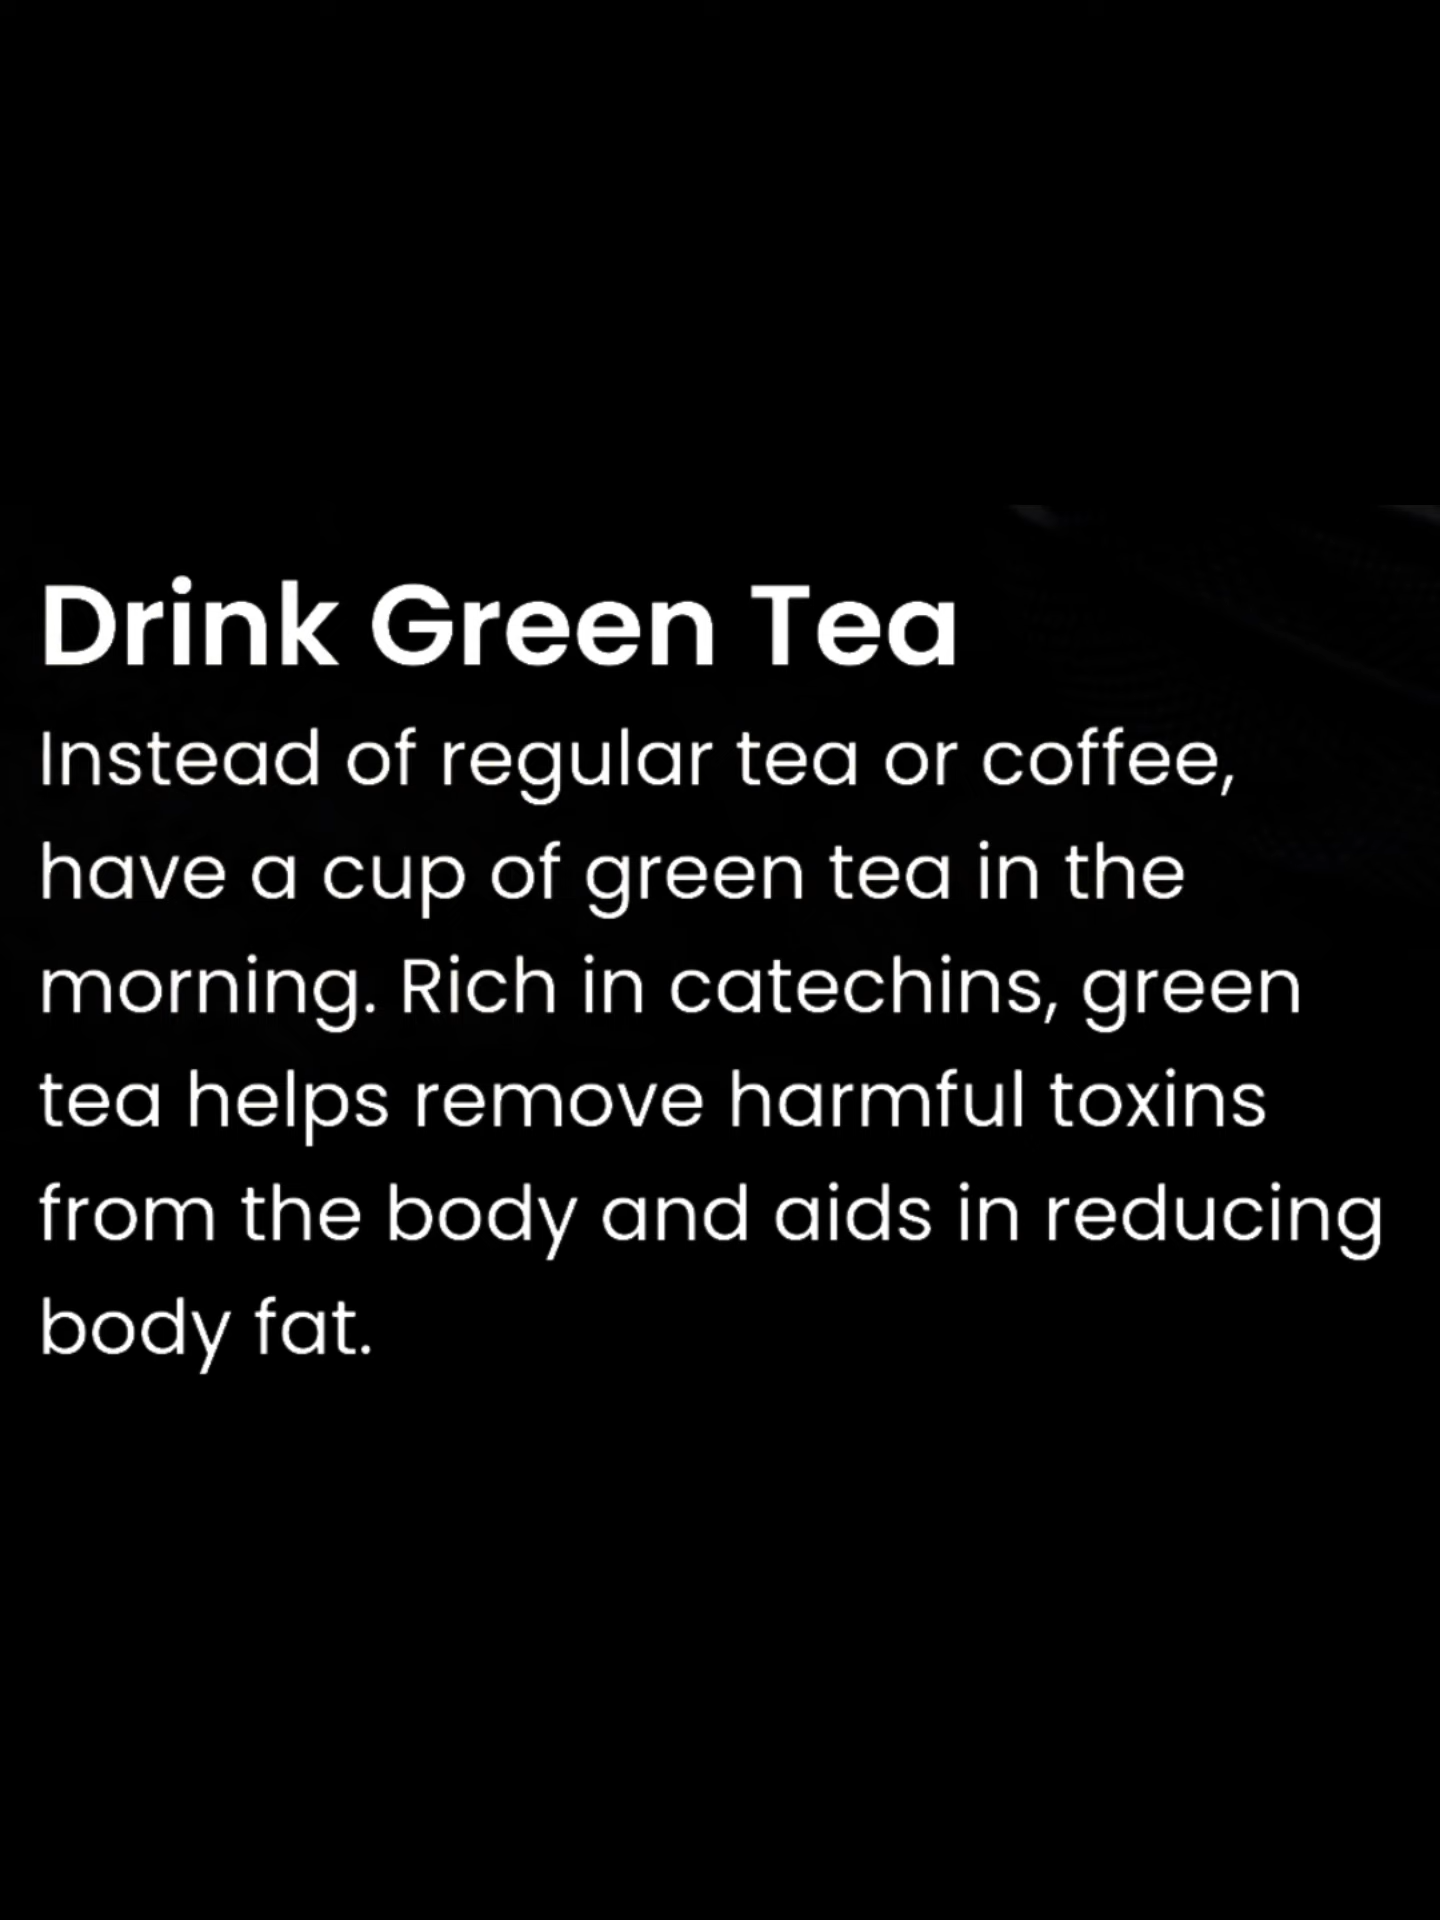 Drink Green Tea
Instead of regular tea or coffee,
have a cup of green tea in the
morning. Rich in catechins, green
tea helps remove harmful toxins
from the body and aids in reducing
body fat.